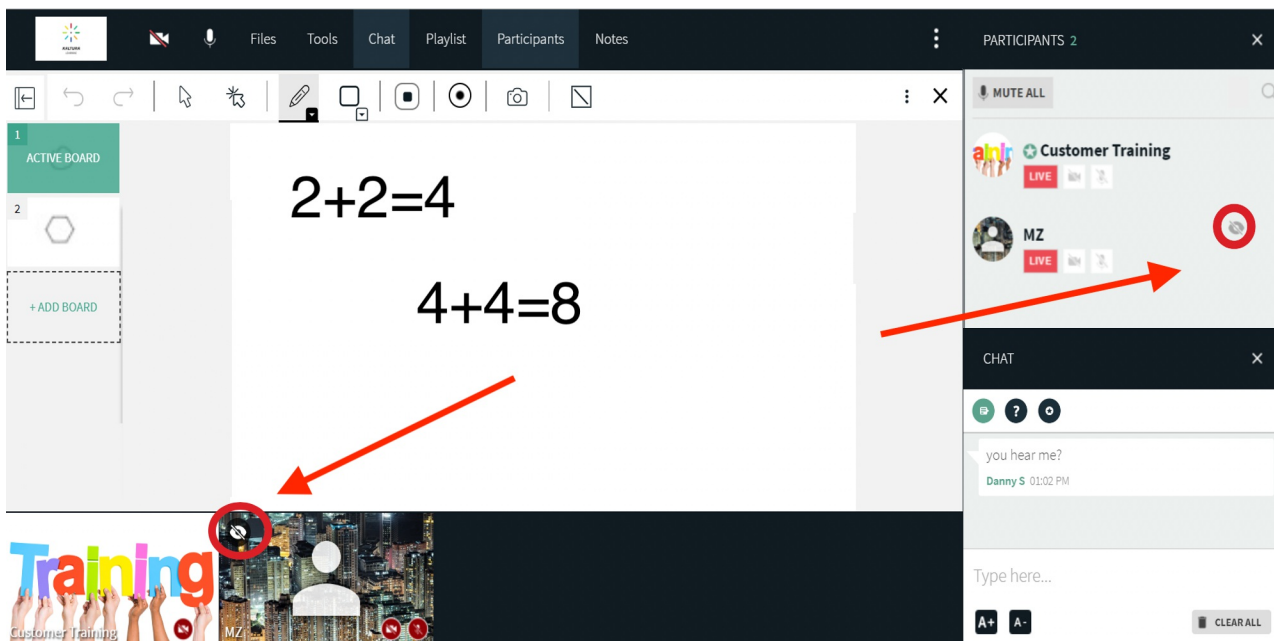 KALTURA
Files Tools Chat Playlist Participants Notes
PARTICIPANTS 2
MUTE ALL
1
ACTIVE BOARD
2
+ ADD BOARD
2+2=4
4+4=8
Customer Training
LIVE
MZ
LIVE
CHAT
?
you hear me?
Danny S 01:02 PM
Type here...
A+ A-
CLEAR ALL
Training
Customer Training
MZ